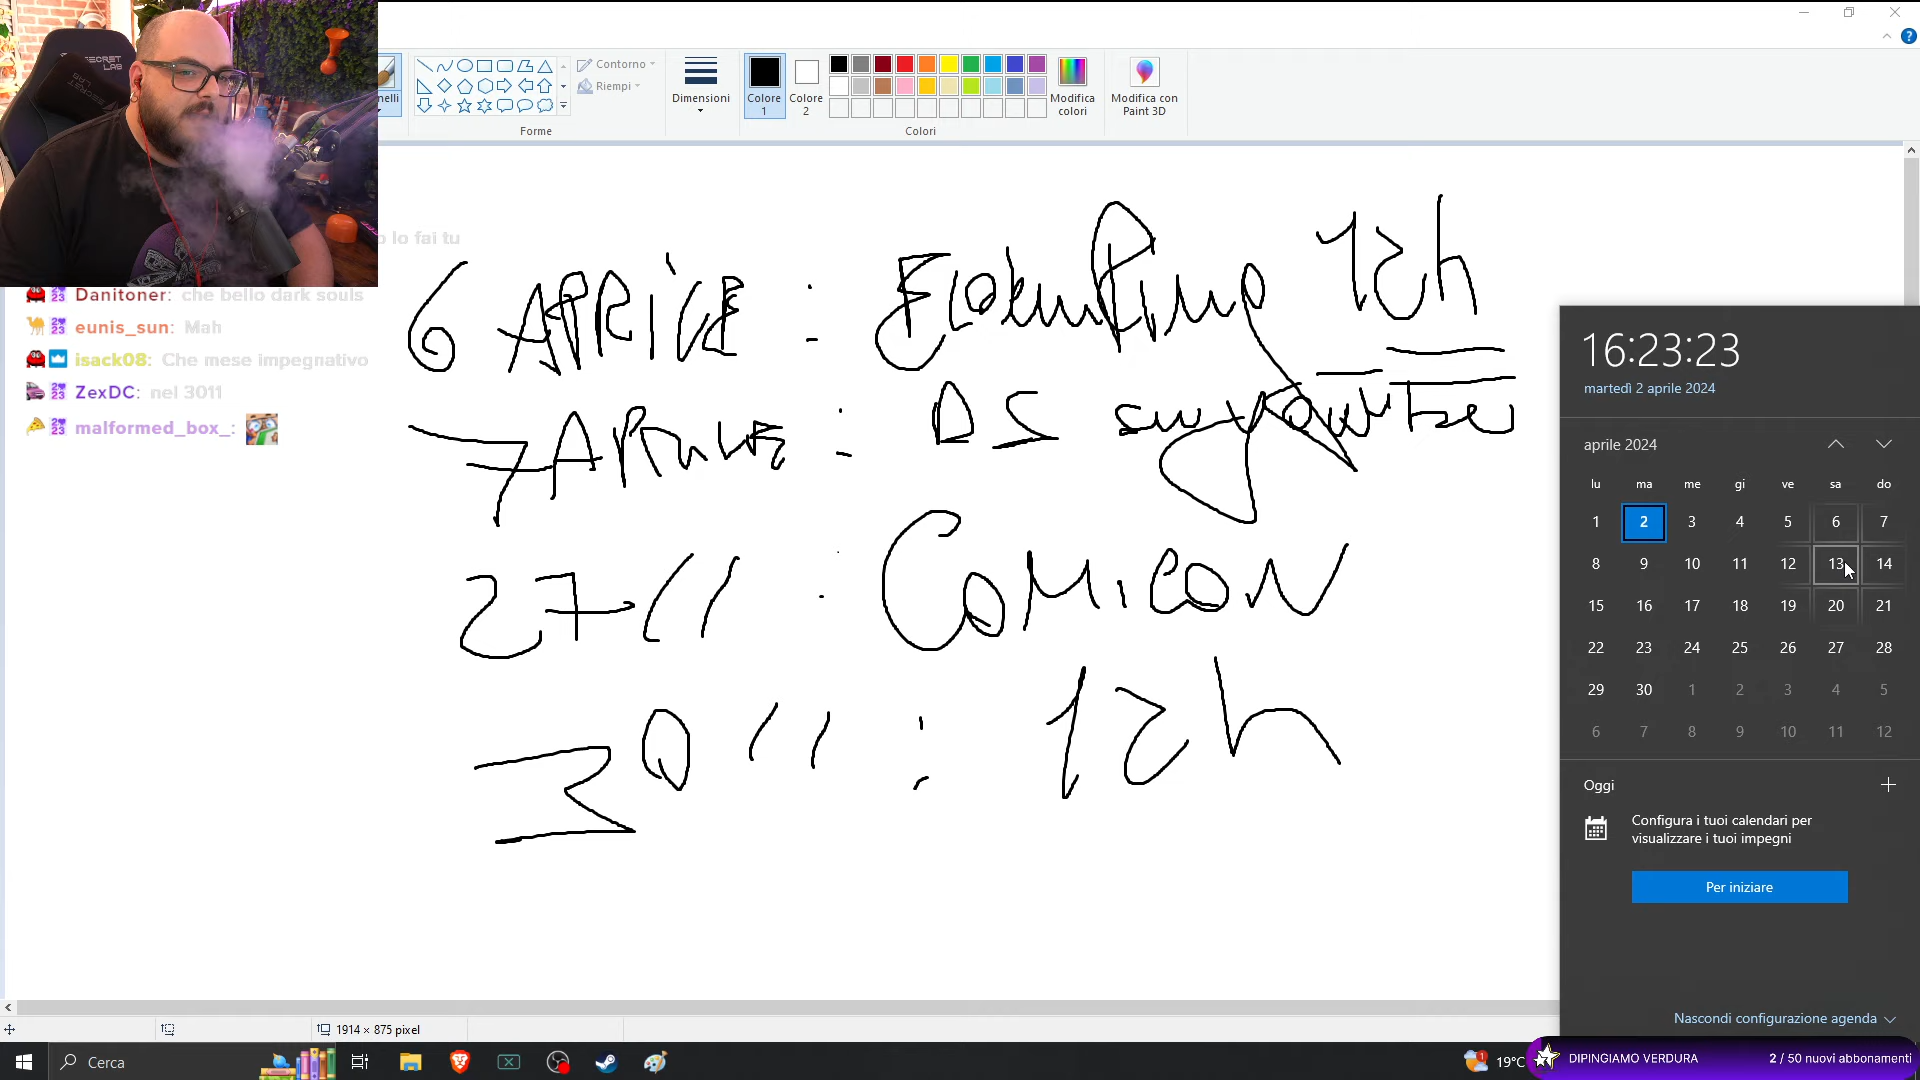 SECRET LAB
Contorno
Riempi
Forme
Dimensioni
Colore 1
Colore 2
Colori
Modifica colori
Modifica con Paint 3D
lo fai tu
Danitoner: che bello dark souls
eunis_sun: Mah
isack08: Che mese impegnativo
ZexDC: nel 3011
malformed_box_:
6 APRILE : 12h
7 APRILE : DS
27 " : COMICON
30 " : 12h
16:23:23
martedì 2 aprile 2024
aprile 2024
lu ma me gi ve sa do
1 2 3 4 5 6 7
8 9 10 11 12 13 14
15 16 17 18 19 20 21
22 23 24 25 26 27 28
29 30 1 2 3 4 5
6 7 8 9 10 11 12
Oggi
Configura i tuoi calendari per
visualizzare i tuoi impegni
Per iniziare
Nascondi configurazione agenda
1914 × 875 pixel
Cerca
19°C
DIPINGIAMO VERDURA 2 / 50 nuovi abbonamenti